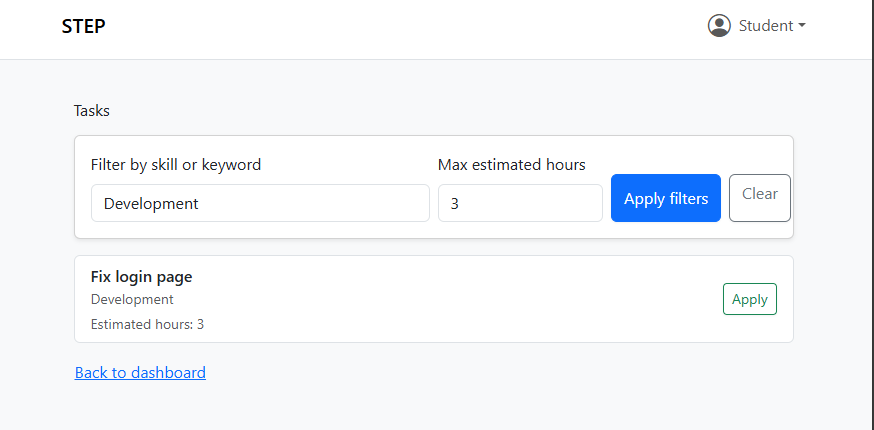 STEP
Student
Tasks
Filter by skill or keyword
Max estimated hours
Development
3
Apply filters
Clear
Fix login page
Development
Estimated hours: 3
Apply
Back to dashboard